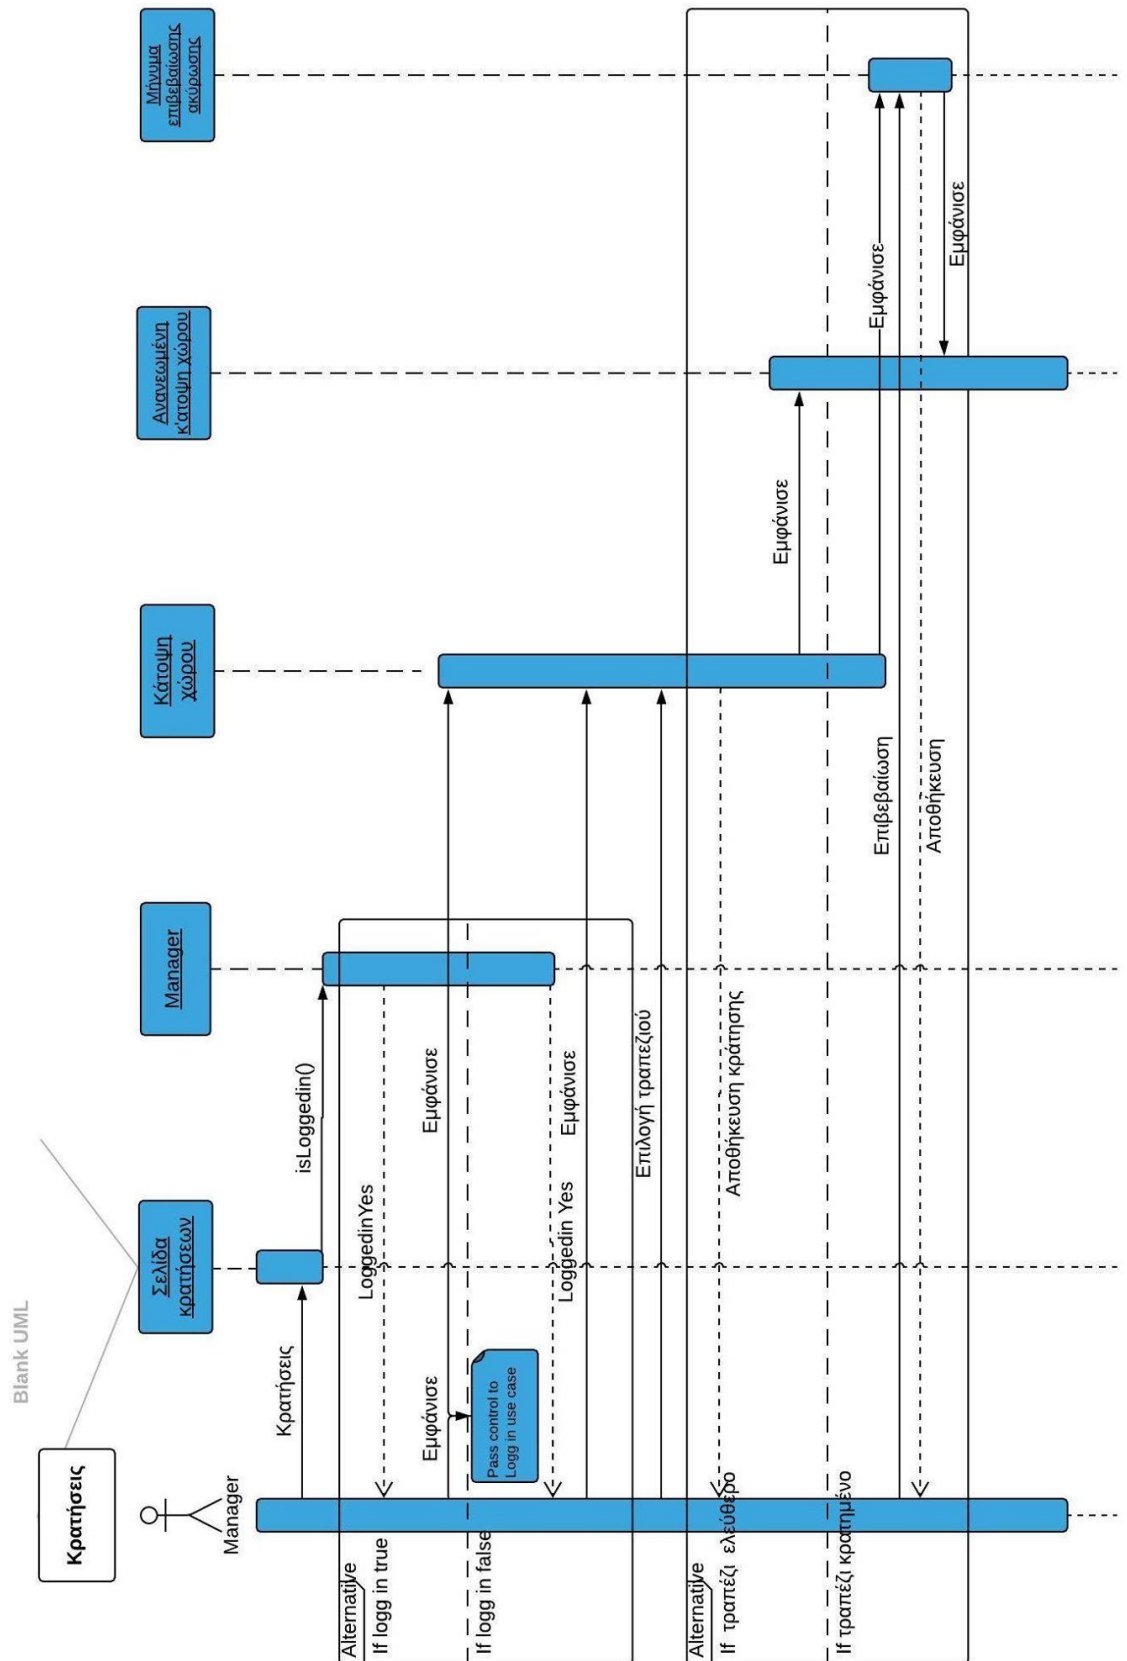 Blank UML
Κρατήσεις
Manager
Σελίδα
κρατήσεων
Manager
Κάτοψη
χώρου
Ανανεωμένη
κ'ατοψη χώρου
Μήνυμα
επιβεβαίωσης
ακύρωσης
Κρατήσεις
isLoggedin()
Alternative
If logg in true
LoggedinYes
Εμφάνισε
Εμφάνισε
If logg in false
Pass control to
Logg in use case
Loggedin Yes
Εμφάνισε
Επιλογή τραπεζιού
Alternative
If τραπέζι ελεύθερο
Αποθήκευση κράτησης
Εμφάνισε
If τραπέζι κρατημένο
Εμφάνισε
Επιβεβαίωση
Αποθήκευση
Εμφάνισε